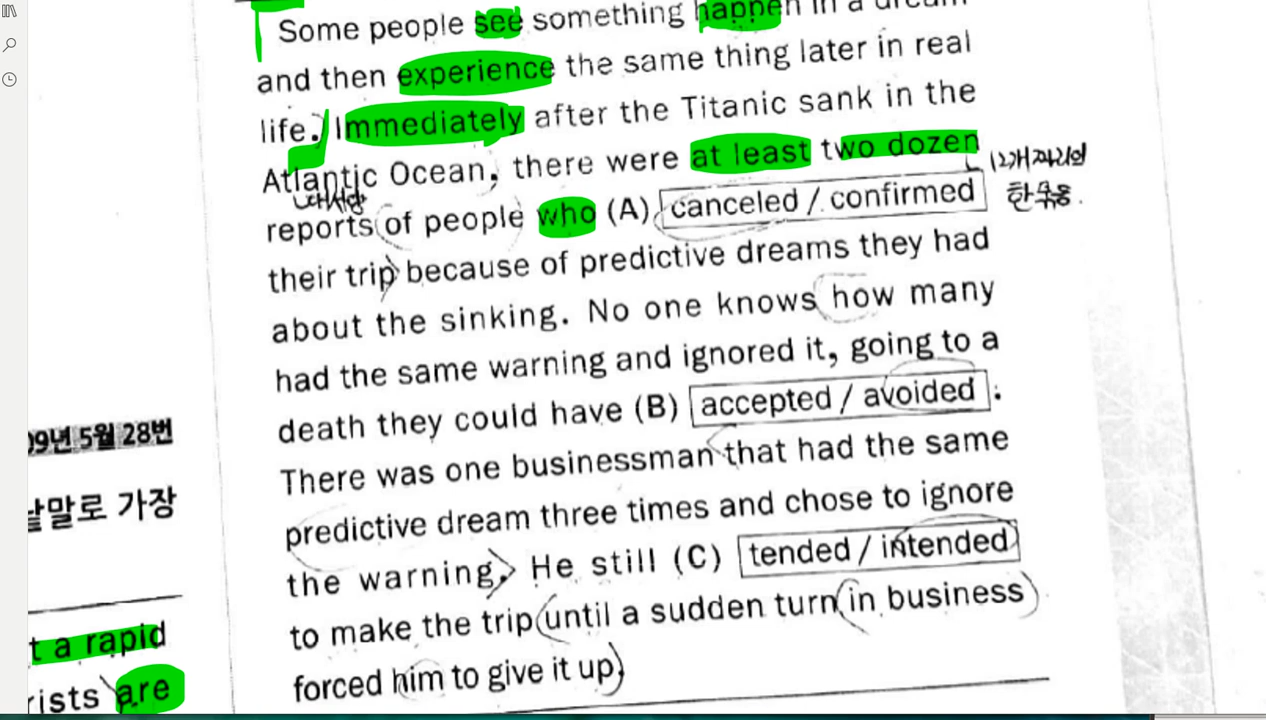 Some people see something happen in a dream
and then experience the same thing later in real
life. Immediately after the Titanic sank in the
Atlantic Ocean, there were at least two dozen
12개짜리의
한묶음.
대서양
reports of people who (A) canceled / confirmed
their trip because of predictive dreams they had
about the sinking. No one knows how many
had the same warning and ignored it, going to a
death they could have (B) accepted / avoided .
There was one businessman that had the same
predictive dream three times and chose to ignore
the warning. He still (C) tended / intended
to make the trip until a sudden turn in business
forced him to give it up.
09년 5월 28번
낱말로 가장
t a rapid
rists are